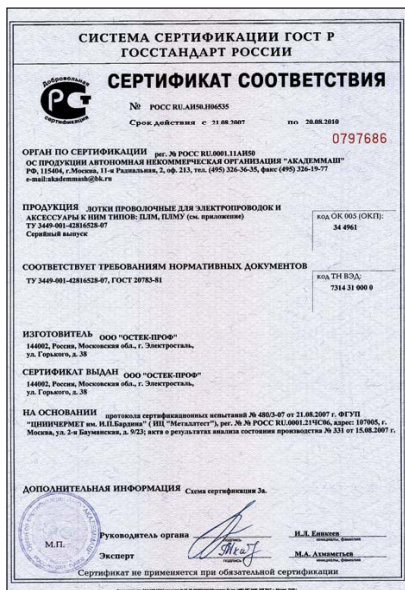 СИСТЕМА СЕРТИФИКАЦИИ ГОСТ Р
ГОССТАНДАРТ РОССИИ
Добровольная
сертификация
СЕРТИФИКАТ СООТВЕТСТВИЯ
№ РОСС RU.АИ50.Н06535
Срок действия с 21.08.2007 по 20.08.2010
0797686
ОРГАН ПО СЕРТИФИКАЦИИ рег. № РОСС RU.0001.11АИ50
ОС ПРОДУКЦИИ АВТОНОМНАЯ НЕКОММЕРЧЕСКАЯ ОРГАНИЗАЦИЯ "АКАДЕММАШ"
РФ, 115404, г.Москва, 11-я Радиальная, 2, оф. 213, тел. (495) 326-36-35, факс (495) 326-19-77
e-mail:akademmash@bk.ru
ПРОДУКЦИЯ ЛОТКИ ПРОВОЛОЧНЫЕ ДЛЯ ЭЛЕКТРОПРОВОДОК И
АКСЕССУАРЫ К НИМ ТИПОВ: ПЛМ, ПЛМУ (см. приложение)
ТУ 3449-001-42816528-07
Серийный выпуск
код ОК 005 (ОКП):
34 4961
СООТВЕТСТВУЕТ ТРЕБОВАНИЯМ НОРМАТИВНЫХ ДОКУМЕНТОВ
ТУ 3449-001-42816528-07, ГОСТ 20783-81
код ТН ВЭД:
7314 31 000 0
ИЗГОТОВИТЕЛЬ ООО "ОСТЕК-ПРОФ"
144002, Россия, Московская обл., г. Электросталь,
ул. Горького, д. 38
СЕРТИФИКАТ ВЫДАН ООО "ОСТЕК-ПРОФ"
144002, Россия, Московская обл., г. Электросталь,
ул. Горького, д. 38
НА ОСНОВАНИИ протокола сертификационных испытаний № 480/3-07 от 21.08.2007 г. ФГУП
"ЦНИИЧЕРМЕТ им. И.П.Бардина" ( ИЦ "Металлтест"), рег. № № РОСС RU.0001.21ЧС06, адрес: 107005, г.
Москва, ул. 2-я Бауманская, д. 9/23; акта о результатах анализа состояния производства № 331 от 15.08.2007 г.
ДОПОЛНИТЕЛЬНАЯ ИНФОРМАЦИЯ Схема сертификации 3а.
М.П.
Руководитель органа
подпись
И.Л. Еникеев
инициалы, фамилия
Эксперт
подпись
М.А. Ахмаметьев
инициалы, фамилия
Сертификат не применяется при обязательной сертификации